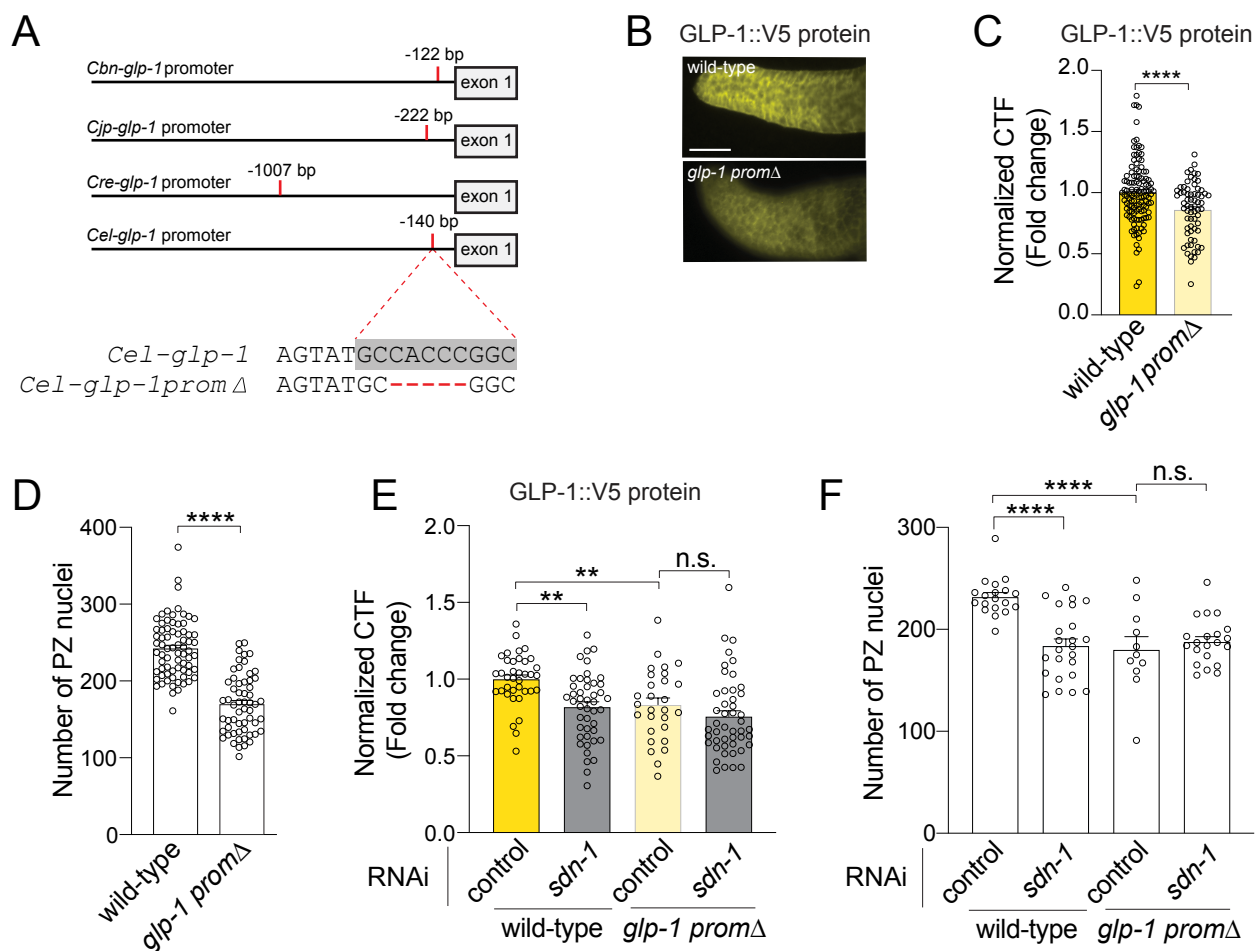 A
Cbn-glp-1 promoter
-122 bp
exon 1
Cjp-glp-1 promoter
-222 bp
exon 1
Cre-glp-1 promoter
-1007 bp
exon 1
Cel-glp-1 promoter
-140 bp
exon 1
Cel-glp-1 AGTATGCCACCCGGC
Cel-glp-1prom Δ AGTATGC-----GGC
B
GLP-1::V5 protein
wild-type
glp-1 promΔ
C
GLP-1::V5 protein
Normalized CTF
(Fold change)
2.0
1.5
1.0
0.5
0.0
****
wild-type
glp-1 promΔ
D
Number of PZ nuclei
400
300
200
100
0
****
wild-type
glp-1 promΔ
E
GLP-1::V5 protein
Normalized CTF
(Fold change)
2.0
1.5
1.0
0.5
0.0
**
**
n.s.
RNAi
control
sdn-1
control
sdn-1
wild-type
glp-1 promΔ
F
Number of PZ nuclei
300
200
100
0
****
****
n.s.
RNAi
control
sdn-1
control
sdn-1
wild-type
glp-1 promΔ